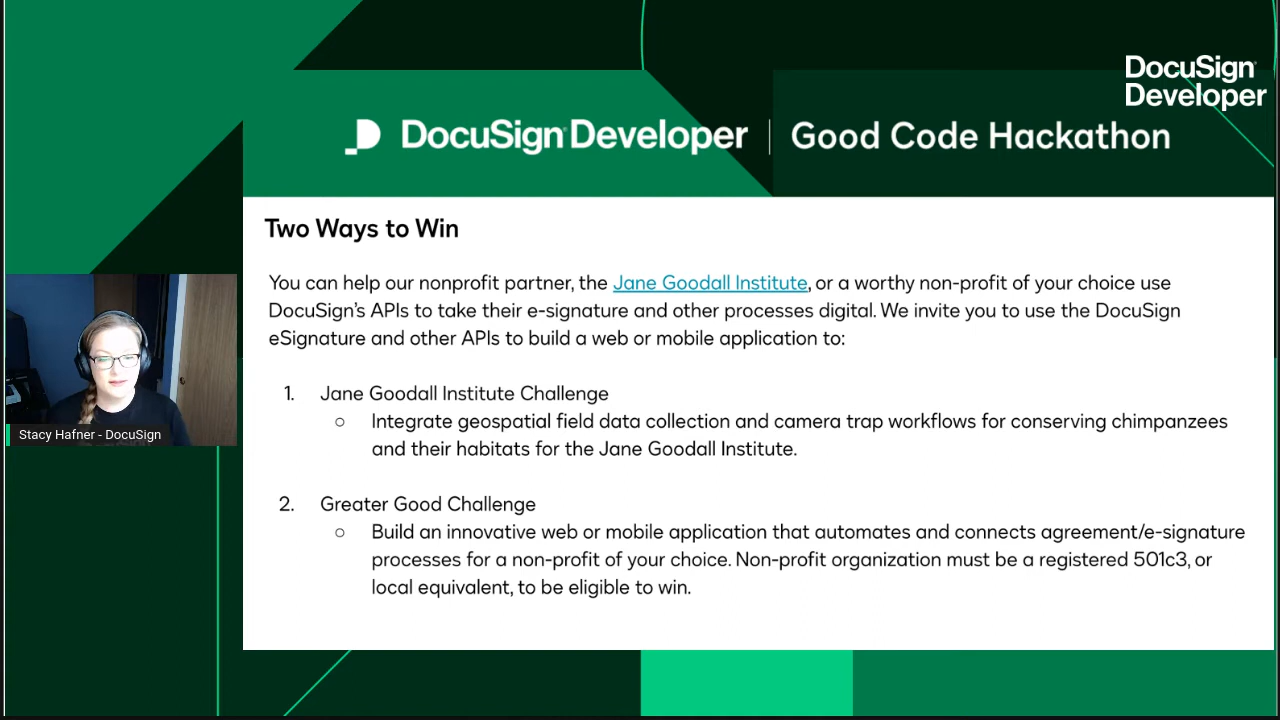 DocuSign
Developer
DocuSign Developer | Good Code Hackathon
Two Ways to Win
You can help our nonprofit partner, the Jane Goodall Institute, or a worthy non-profit of your choice use
DocuSign’s APIs to take their e-signature and other processes digital. We invite you to use the DocuSign
eSignature and other APIs to build a web or mobile application to:
1. Jane Goodall Institute Challenge
○ Integrate geospatial field data collection and camera trap workflows for conserving chimpanzees
and their habitats for the Jane Goodall Institute.
2. Greater Good Challenge
○ Build an innovative web or mobile application that automates and connects agreement/e-signature
processes for a non-profit of your choice. Non-profit organization must be a registered 501c3, or
local equivalent, to be eligible to win.
Stacy Hafner - DocuSign